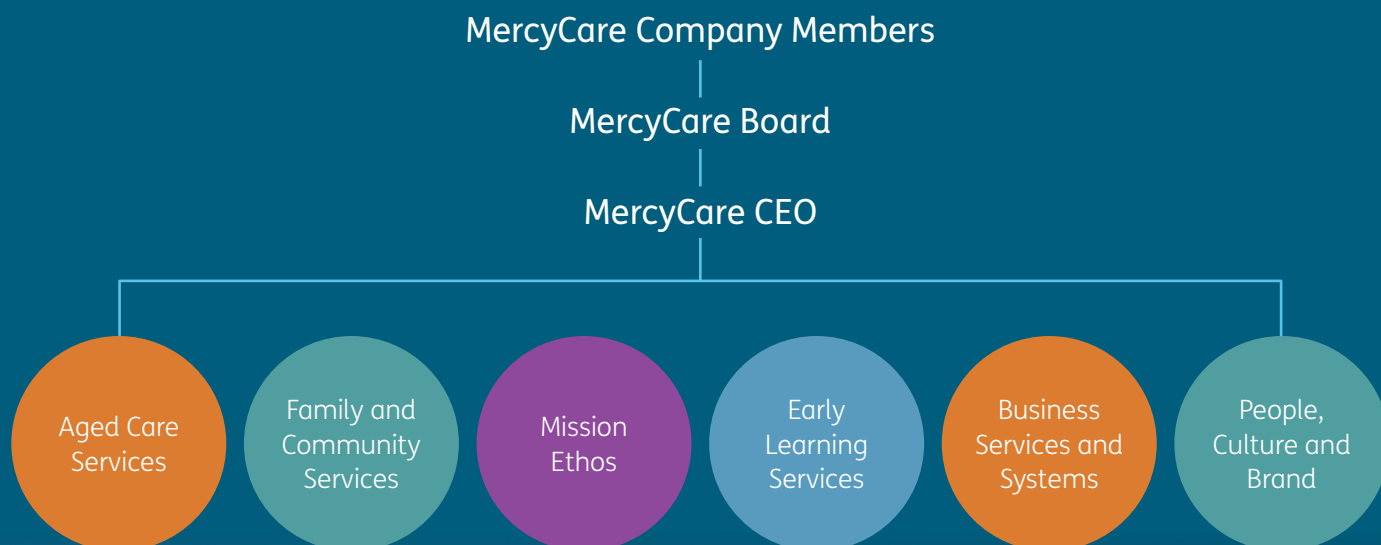 MercyCare Company Members
MercyCare Board
MercyCare CEO
Aged Care
Services
Family and
Community
Services
Mission
Ethos
Early
Learning
Services
Business
Services and
Systems
People,
Culture and
Brand